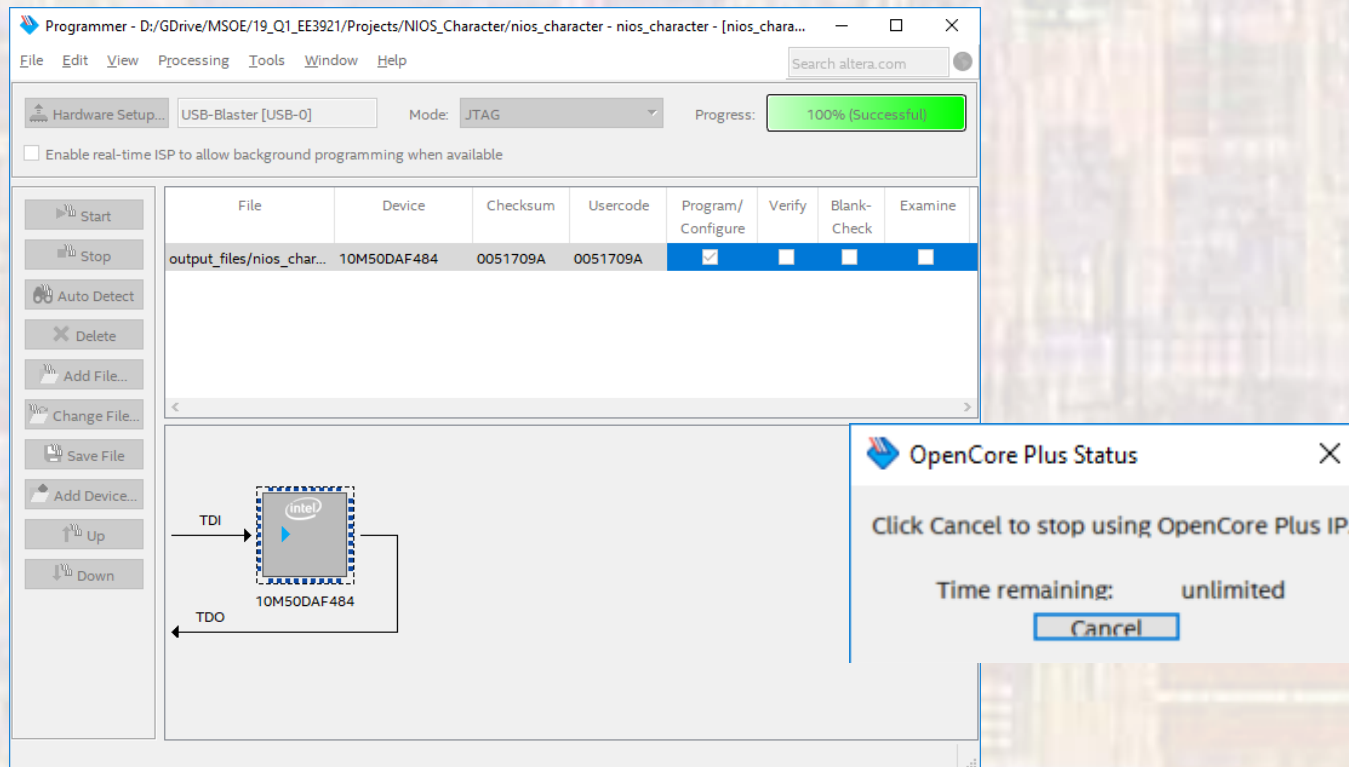 Programmer - D:/GDrive/MSOE/19_Q1_EE3921/Projects/NIOS_Character/nios_character - nios_character - [nios_chara...
File Edit View Processing Tools Window Help
Search altera.com
Hardware Setup... USB-Blaster [USB-0] Mode: JTAG Progress: 100% (Successful)
Enable real-time ISP to allow background programming when available
Start
Stop
Auto Detect
Delete
Add File...
Change File...
Save File
Add Device...
Up
Down
File Device Checksum Usercode Program/ Verify Blank- Examine
Configure Check
output_files/nios_char... 10M50DAF484 0051709A 0051709A
intel
TDI
10M50DAF484
TDO
OpenCore Plus Status
Click Cancel to stop using OpenCore Plus IP.
Time remaining: unlimited
Cancel